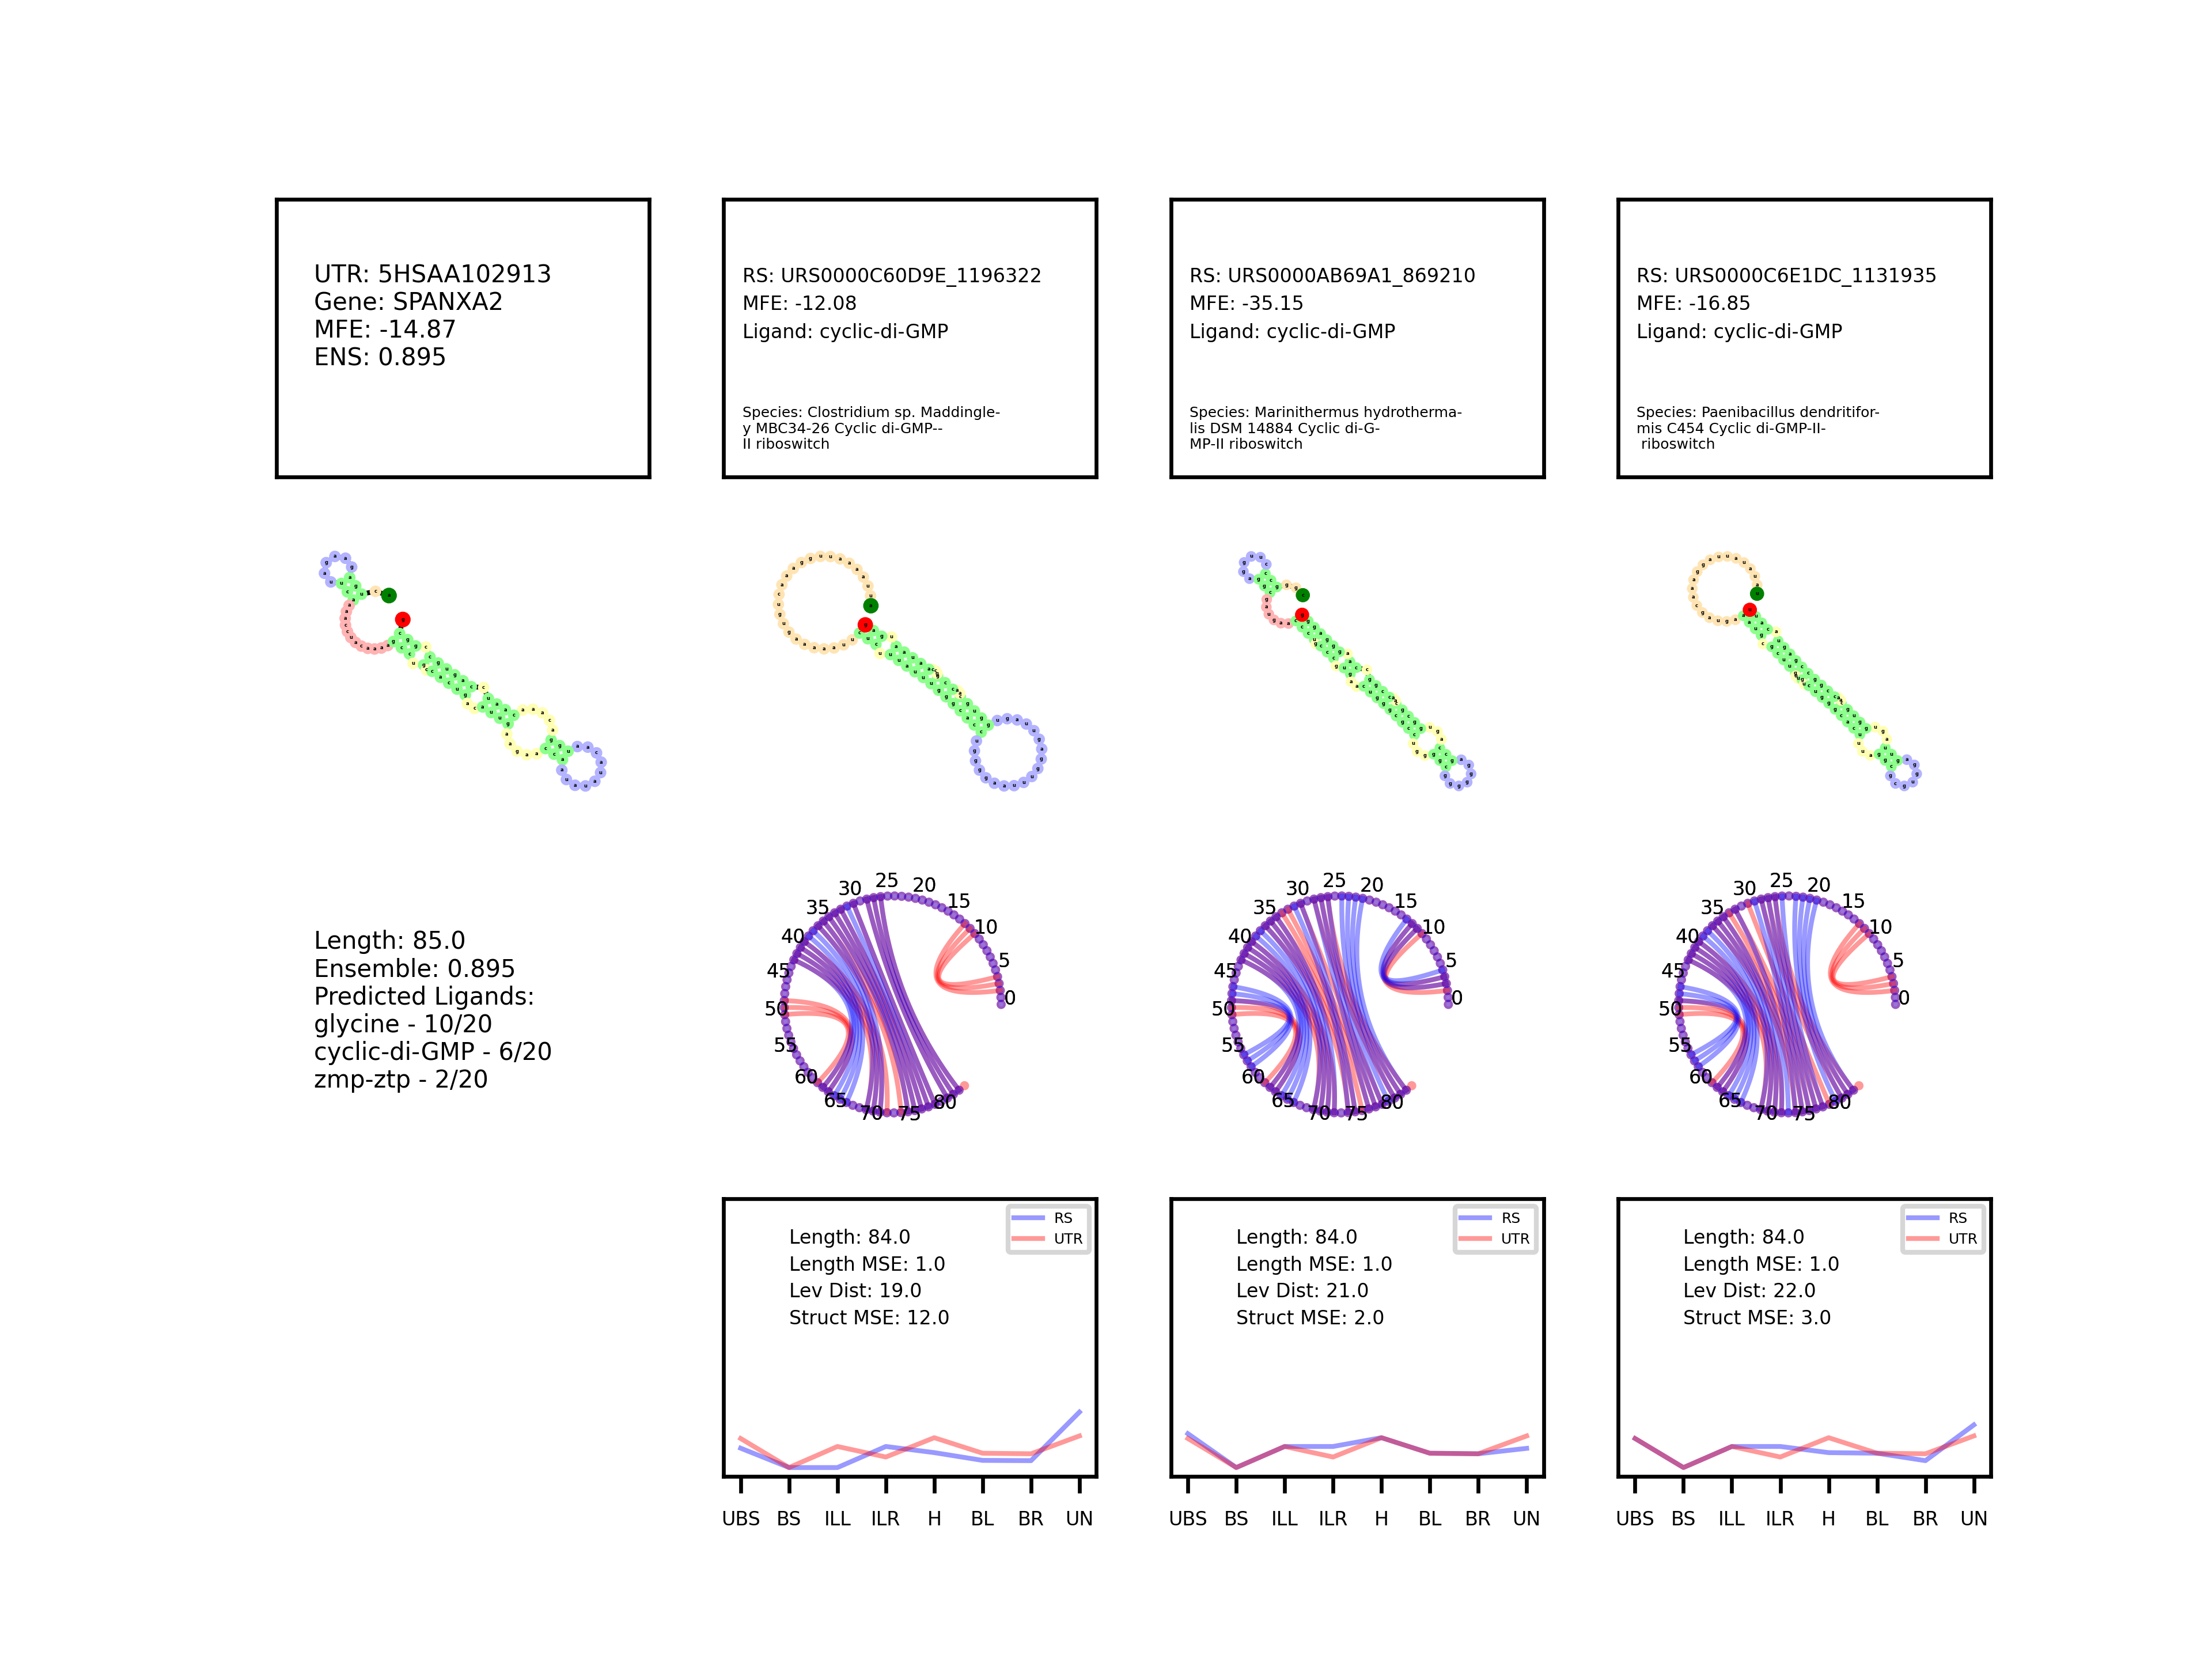 UTR: 5HSAA102913
Gene: SPANXA2
MFE: -14.87
ENS: 0.895
RS: URS0000C60D9E_1196322
MFE: -12.08
Ligand: cyclic-di-GMP
Species: Clostridium sp. Maddingle-
y MBC34-26 Cyclic di-GMP--
II riboswitch
RS: URS0000AB69A1_869210
MFE: -35.15
Ligand: cyclic-di-GMP
Species: Marinithermus hydrotherma-
lis DSM 14884 Cyclic di-G-
MP-II riboswitch
RS: URS0000C6E1DC_1131935
MFE: -16.85
Ligand: cyclic-di-GMP
Species: Paenibacillus dendritifor-
mis C454 Cyclic di-GMP-II-
riboswitch
Length: 85.0
Ensemble: 0.895
Predicted Ligands:
glycine - 10/20
cyclic-di-GMP - 6/20
zmp-ztp - 2/20
0 5 10 15 20 25 30 35 40 45 50 55 60 65 70 75 80
0 5 10 15 20 25 30 35 40 45 50 55 60 65 70 75 80
0 5 10 15 20 25 30 35 40 45 50 55 60 65 70 75 80
RS
UTR
Length: 84.0
Length MSE: 1.0
Lev Dist: 19.0
Struct MSE: 12.0
UBS BS ILL ILR H BL BR UN
RS
UTR
Length: 84.0
Length MSE: 1.0
Lev Dist: 21.0
Struct MSE: 2.0
UBS BS ILL ILR H BL BR UN
RS
UTR
Length: 84.0
Length MSE: 1.0
Lev Dist: 22.0
Struct MSE: 3.0
UBS BS ILL ILR H BL BR UN